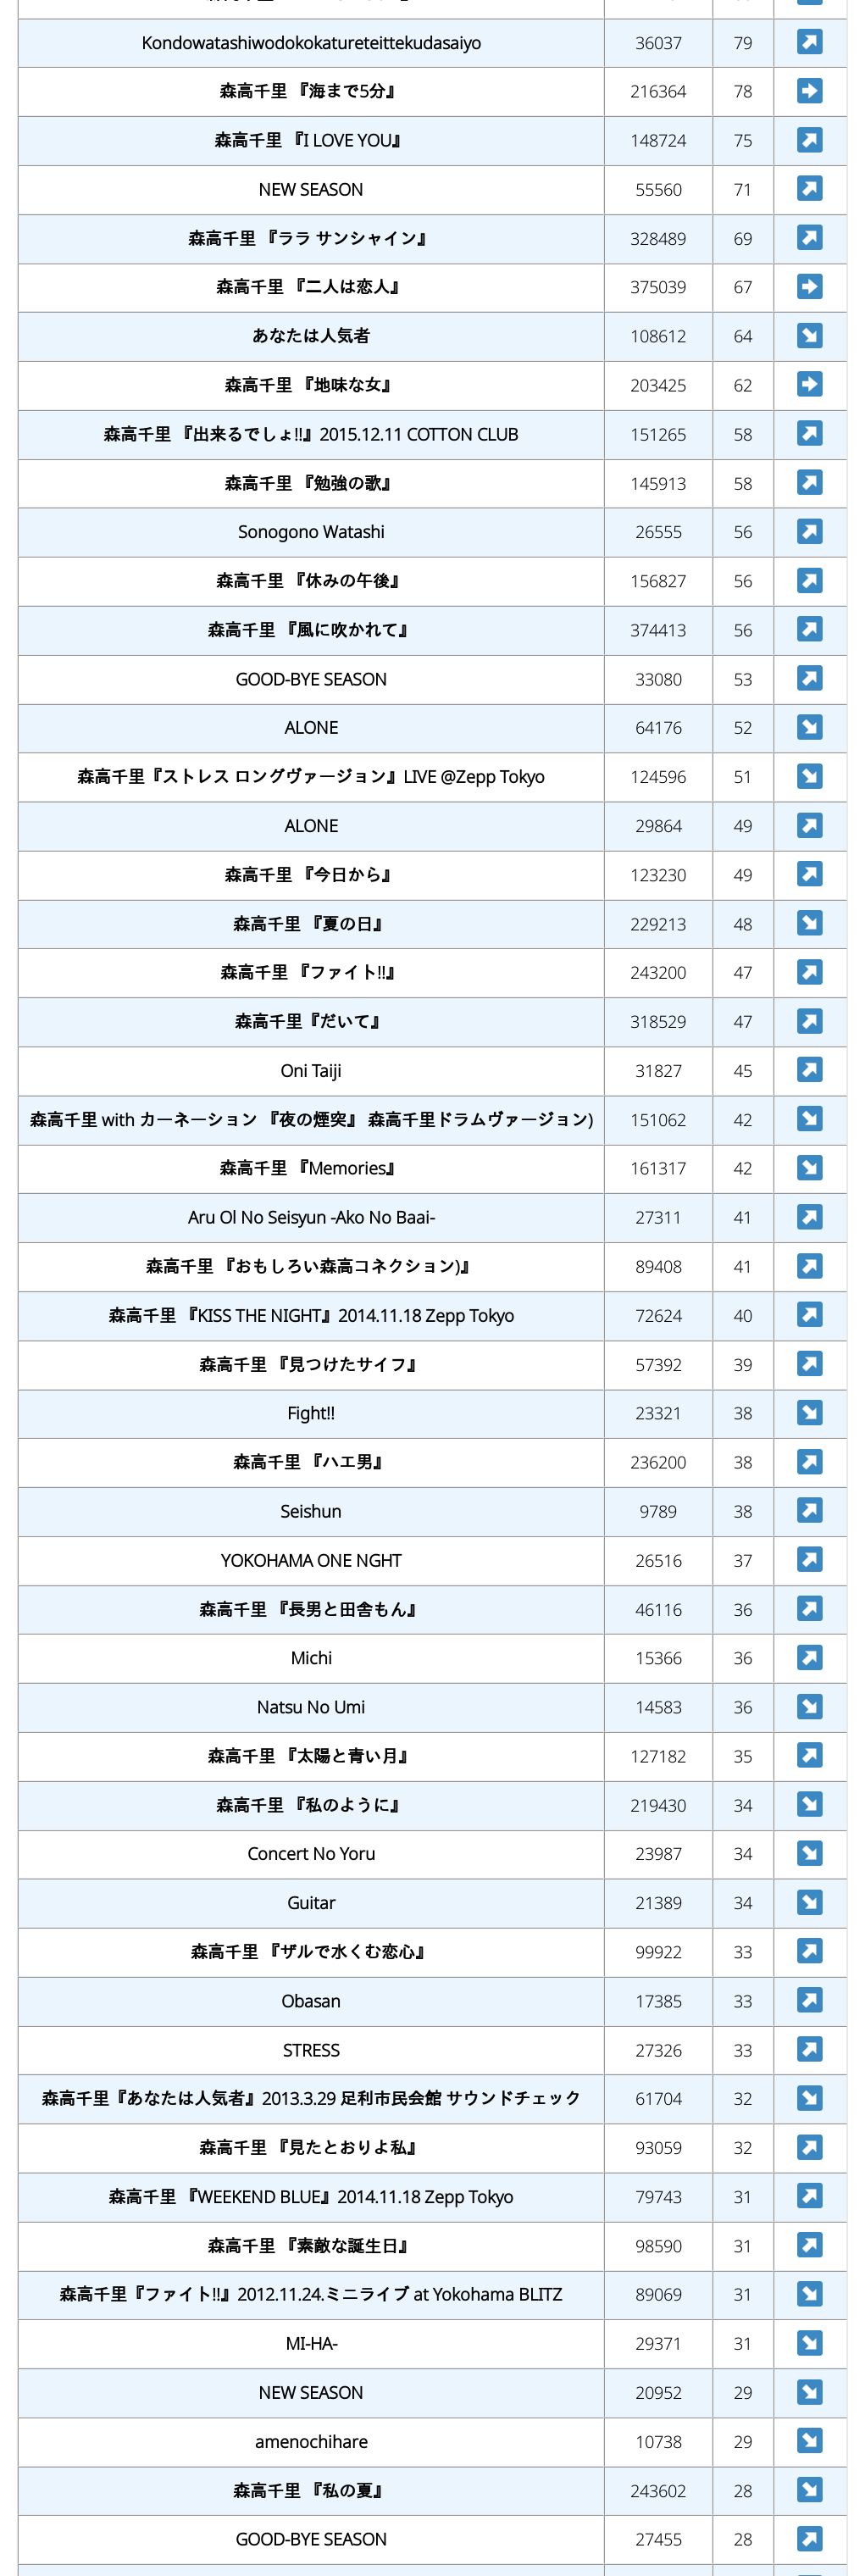 Kondowatashiwodokokatureteittekudasaiyo 36037 79
森高千里 『海まで5分』 216364 78
森高千里 『I LOVE YOU』 148724 75
NEW SEASON 55560 71
森高千里 『ララ サンシャイン』 328489 69
森高千里 『二人は恋人』 375039 67
あなたは人気者 108612 64
森高千里 『地味な女』 203425 62
森高千里 『出来るでしょ!!』2015.12.11 COTTON CLUB 151265 58
森高千里 『勉強の歌』 145913 58
Sonogono Watashi 26555 56
森高千里 『休みの午後』 156827 56
森高千里 『風に吹かれて』 374413 56
GOOD-BYE SEASON 33080 53
ALONE 64176 52
森高千里『ストレス ロングヴァージョン』LIVE @Zepp Tokyo 124596 51
ALONE 29864 49
森高千里 『今日から』 123230 49
森高千里 『夏の日』 229213 48
森高千里 『ファイト!!』 243200 47
森高千里『だいて』 318529 47
Oni Taiji 31827 45
森高千里 with カーネーション 『夜の煙突』 森高千里ドラムヴァージョン) 151062 42
森高千里 『Memories』 161317 42
Aru Ol No Seisyun -Ako No Baai- 27311 41
森高千里 『おもしろい森高コネクション)』 89408 41
森高千里 『KISS THE NIGHT』2014.11.18 Zepp Tokyo 72624 40
森高千里 『見つけたサイフ』 57392 39
Fight!! 23321 38
森高千里 『ハエ男』 236200 38
Seishun 9789 38
YOKOHAMA ONE NGHT 26516 37
森高千里 『長男と田舎もん』 46116 36
Michi 15366 36
Natsu No Umi 14583 36
森高千里 『太陽と青い月』 127182 35
森高千里 『私のように』 219430 34
Concert No Yoru 23987 34
Guitar 21389 34
森高千里 『ザルで水くむ恋心』 99922 33
Obasan 17385 33
STRESS 27326 33
森高千里『あなたは人気者』2013.3.29 足利市民会館 サウンドチェック 61704 32
森高千里 『見たとおりよ私』 93059 32
森高千里 『WEEKEND BLUE』2014.11.18 Zepp Tokyo 79743 31
森高千里 『素敵な誕生日』 98590 31
森高千里『ファイト!!』2012.11.24.ミニライブ at Yokohama BLITZ 89069 31
MI-HA- 29371 31
NEW SEASON 20952 29
amenochihare 10738 29
森高千里 『私の夏』 243602 28
GOOD-BYE SEASON 27455 28